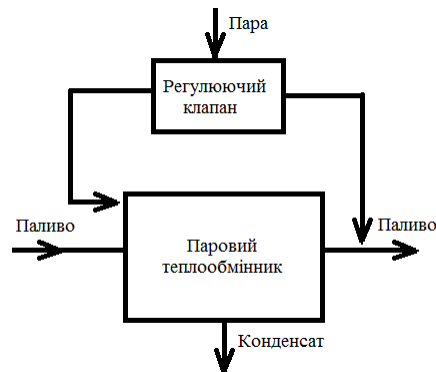 Пара
Регулюючий
клапан
Паливо
Паливо
Паровий
теплообмінник
Конденсат